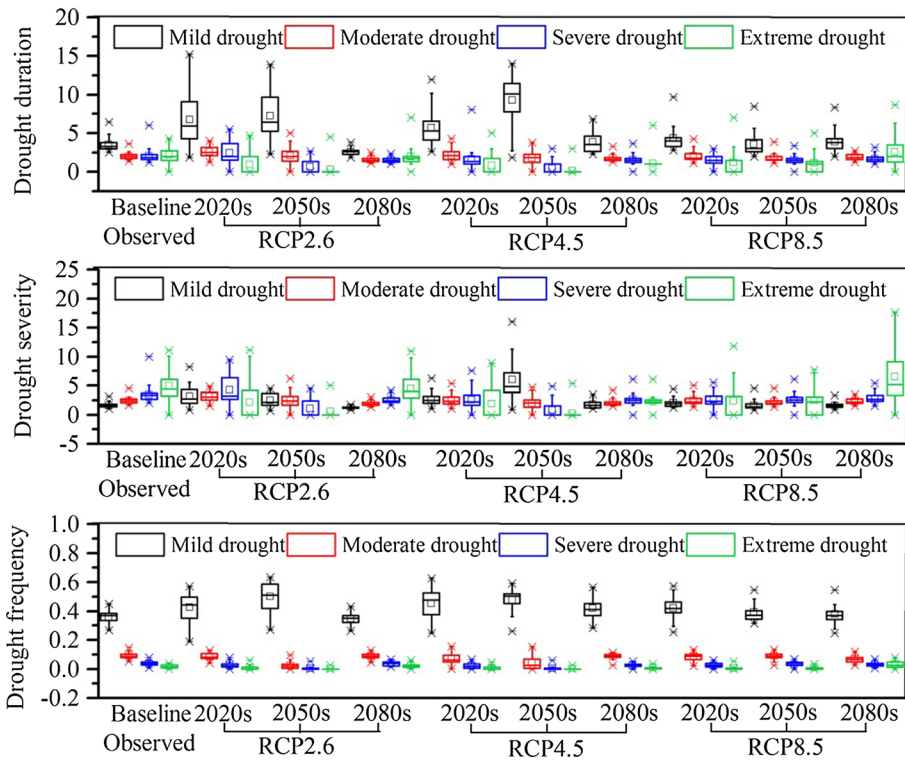 20
15
10
5
0
Drought duration
Mild drought Moderate drought Severe drought Extreme drought
Baseline 2020s 2050s 2080s 2020s 2050s 2080s 2020s 2050s 2080s
Observed RCP2.6 RCP4.5 RCP8.5
25
20
15
10
5
0
-5
Drought severity
Mild drought Moderate drought Severe drought Extreme drought
Baseline 2020s 2050s 2080s 2020s 2050s 2080s 2020s 2050s 2080s
Observed RCP2.6 RCP4.5 RCP8.5
1.0
0.8
0.6
0.4
0.2
0.0
-0.2
Drought frequency
Mild drought Moderate drought Severe drought Extreme drought
Baseline 2020s 2050s 2080s 2020s 2050s 2080s 2020s 2050s 2080s
Observed RCP2.6 RCP4.5 RCP8.5